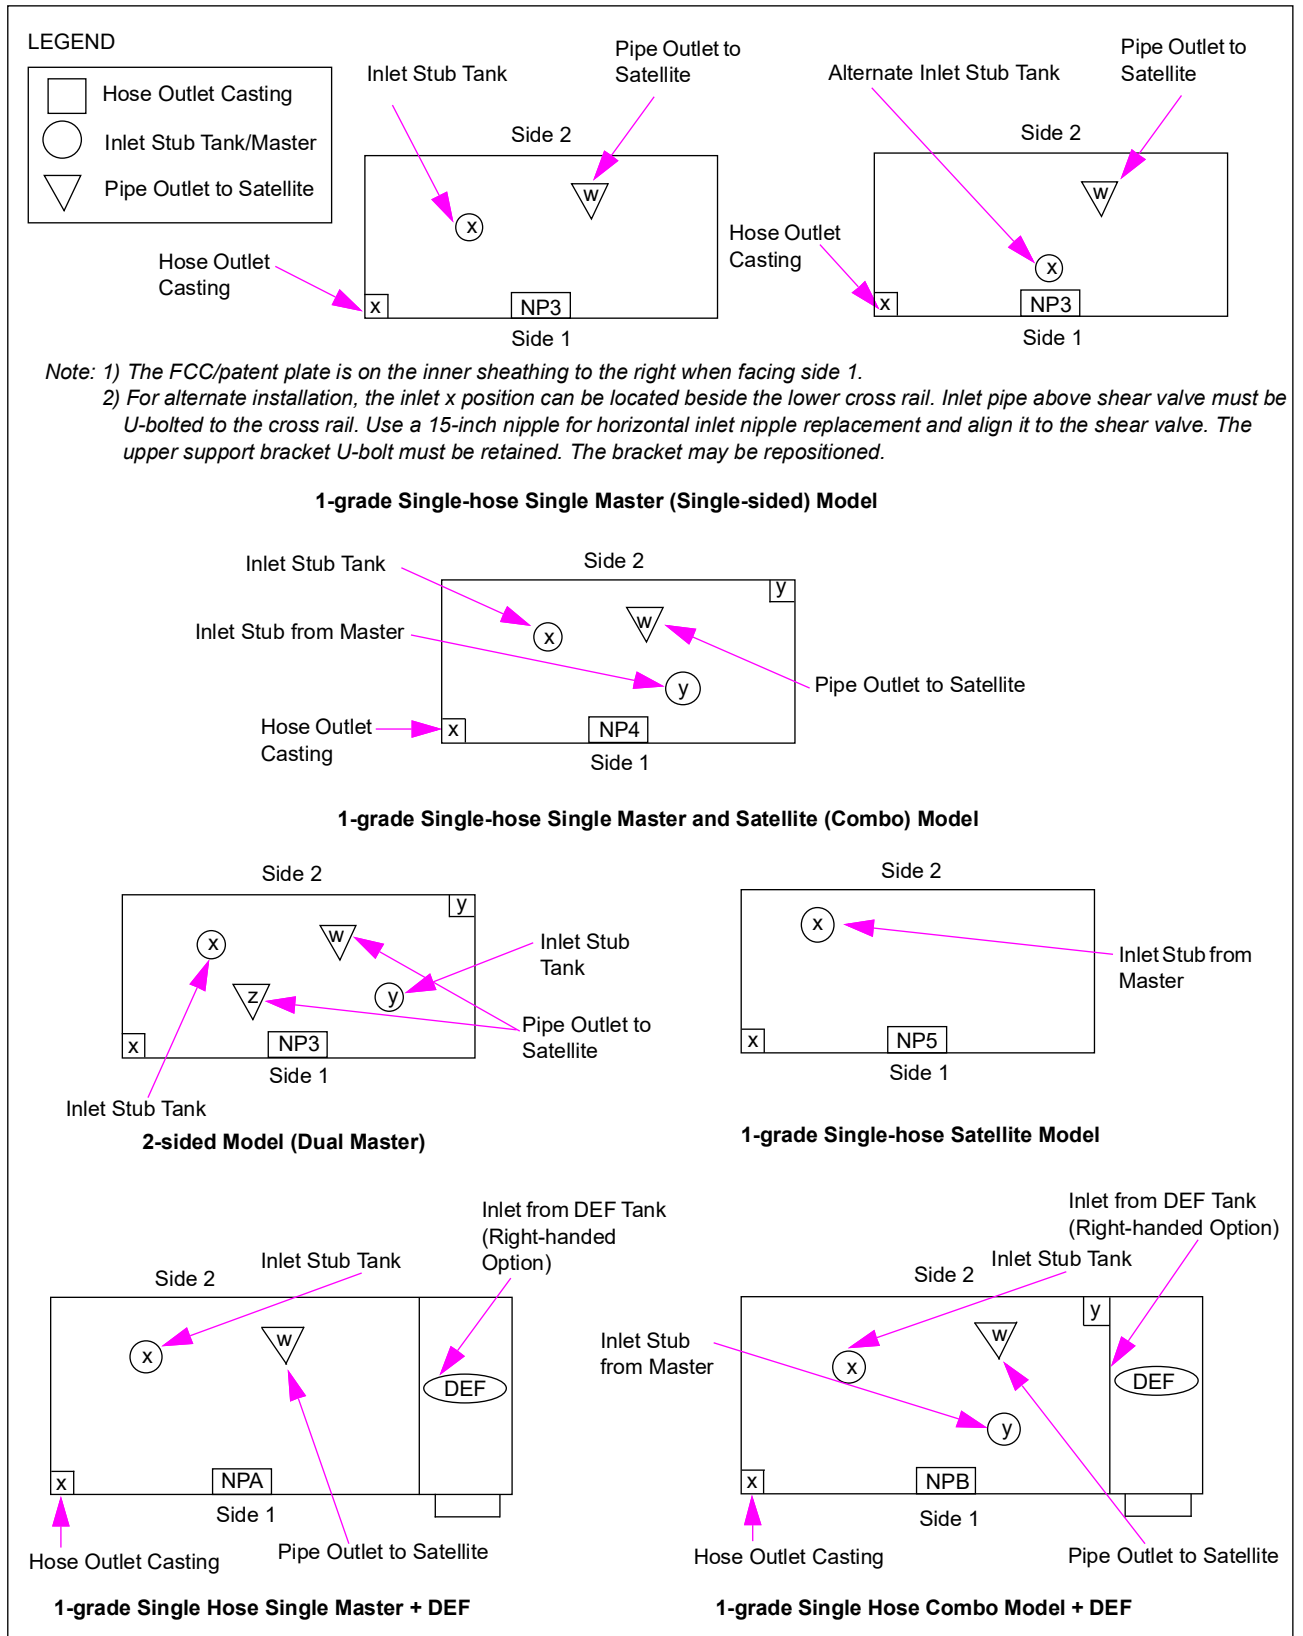 LEGEND
Hose Outlet Casting
Inlet Stub Tank/Master
Pipe Outlet to Satellite
Inlet Stub Tank
Pipe Outlet to
Satellite
Side 2
w
x
Hose Outlet
Casting
x
NP3
Side 1
Alternate Inlet Stub Tank
Pipe Outlet to
Satellite
Side 2
w
Hose Outlet
Casting
x
x
NP3
Side 1
Note: 1) The FCC/patent plate is on the inner sheathing to the right when facing side 1.
2) For alternate installation, the inlet x position can be located beside the lower cross rail. Inlet pipe above shear valve must be
U-bolted to the cross rail. Use a 15-inch nipple for horizontal inlet nipple replacement and align it to the shear valve. The
upper support bracket U-bolt must be retained. The bracket may be repositioned.
1-grade Single-hose Single Master (Single-sided) Model
Inlet Stub Tank
Side 2
y
w
x
Inlet Stub from Master
y
Pipe Outlet to Satellite
Hose Outlet
Casting
x
NP4
Side 1
1-grade Single-hose Single Master and Satellite (Combo) Model
Side 2
y
x
w
Inlet Stub
Tank
z
y
Pipe Outlet to
Satellite
x
NP3
Side 1
Inlet Stub Tank
2-sided Model (Dual Master)
Side 2
x
Inlet Stub from
Master
x
NP5
Side 1
1-grade Single-hose Satellite Model
Inlet from DEF Tank
(Right-handed
Option)
Inlet Stub Tank
Side 2
x
w
DEF
x
NPA
Side 1
Hose Outlet Casting
Pipe Outlet to Satellite
1-grade Single Hose Single Master + DEF
Inlet from DEF Tank
(Right-handed Option)
Inlet Stub Tank
Side 2
y
Inlet Stub
from Master
w
x
DEF
y
x
NPB
Side 1
Hose Outlet Casting
Pipe Outlet to Satellite
1-grade Single Hose Combo Model + DEF